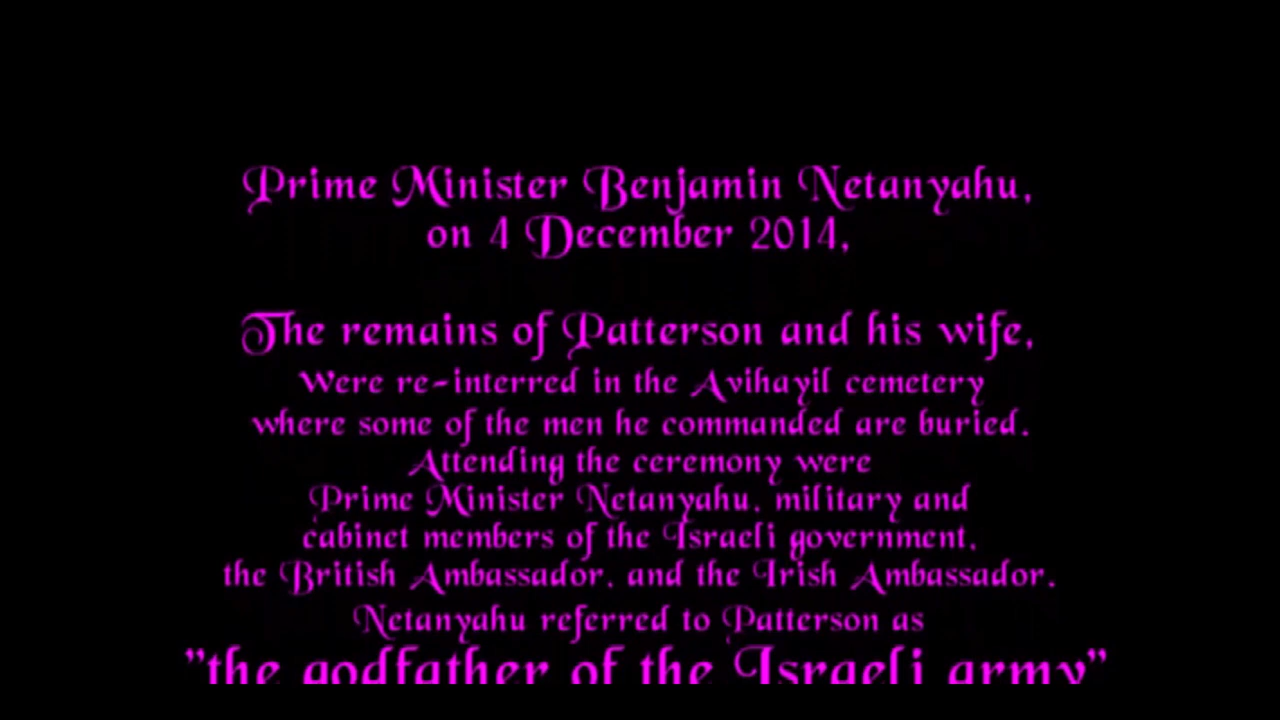 Prime Minister Benjamin Netanyahu,
on 4 December 2014,
The remains of Patterson and his wife,
Were re-interred in the Avihayil cemetery
where some of the men he commanded are buried.
Attending the ceremony were
Prime Minister Netanyahu, military and
cabinet members of the Israeli government,
the British Ambassador, and the Irish Ambassador.
Netanyahu referred to Patterson as
"the godfather of the Israeli army"